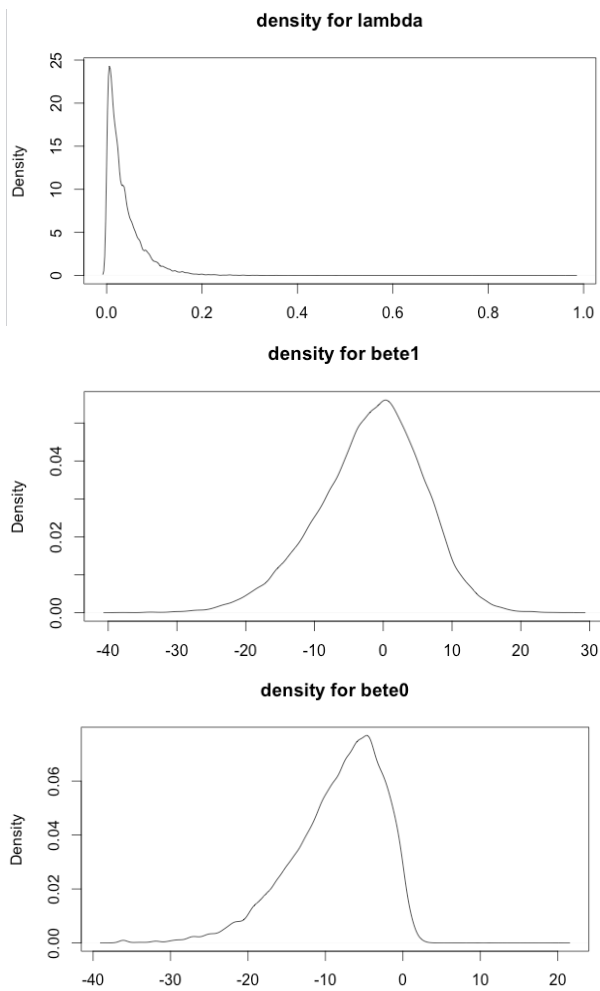 density for lambda
Density
25
20
15
10
5
0
0.0 0.2 0.4 0.6 0.8 1.0
density for bete1
Density
0.04
0.02
0.00
-40 -30 -20 -10 0 10 20 30
density for bete0
Density
0.06
0.04
0.02
0.00
-40 -30 -20 -10 0 10 20